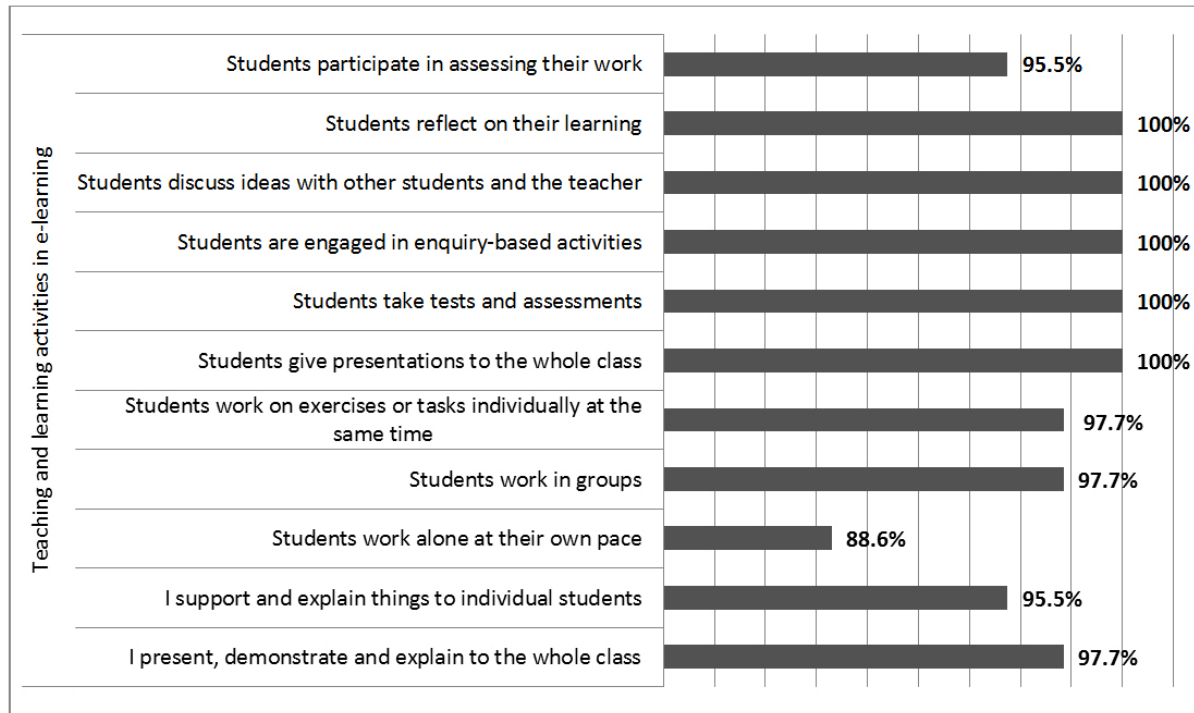 Teaching and learning activities in e-learning
Students participate in assessing their work
95.5%
Students reflect on their learning
100%
Students discuss ideas with other students and the teacher
100%
Students are engaged in enquiry-based activities
100%
Students take tests and assessments
100%
Students give presentations to the whole class
100%
Students work on exercises or tasks individually at the
same time
97.7%
Students work in groups
97.7%
Students work alone at their own pace
88.6%
I support and explain things to individual students
95.5%
I present, demonstrate and explain to the whole class
97.7%